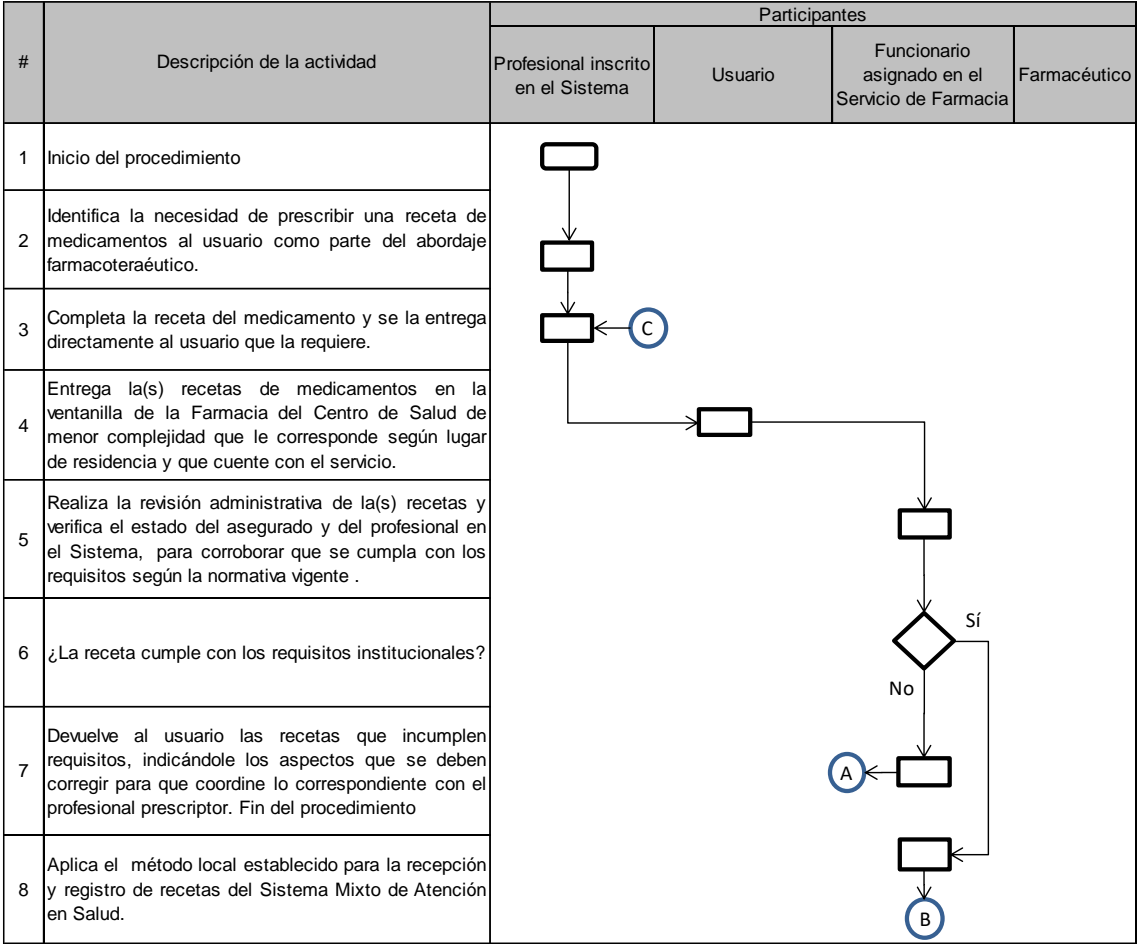 Participantes
#
Descripción de la actividad
Profesional inscrito
en el Sistema
Usuario
Funcionario
asignado en el
Servicio de Farmacia
Farmacéutico
1
Inicio del procedimiento
2
Identifica la necesidad de prescribir una receta de
medicamentos al usuario como parte del abordaje
farmacoteraéutico.
3
Completa la receta del medicamento y se la entrega
directamente al usuario que la requiere.
C
4
Entrega la(s) recetas de medicamentos en la
ventanilla de la Farmacia del Centro de Salud de
menor complejidad que le corresponde según lugar
de residencia y que cuente con el servicio.
5
Realiza la revisión administrativa de la(s) recetas y
verifica el estado del asegurado y del profesional en
el Sistema, para corroborar que se cumpla con los
requisitos según la normativa vigente .
6
¿La receta cumple con los requisitos institucionales?
Sí
No
7
Devuelve al usuario las recetas que incumplen
requisitos, indicándole los aspectos que se deben
corregir para que coordine lo correspondiente con el
profesional prescriptor. Fin del procedimiento
A
8
Aplica el método local establecido para la recepción
y registro de recetas del Sistema Mixto de Atención
en Salud.
B